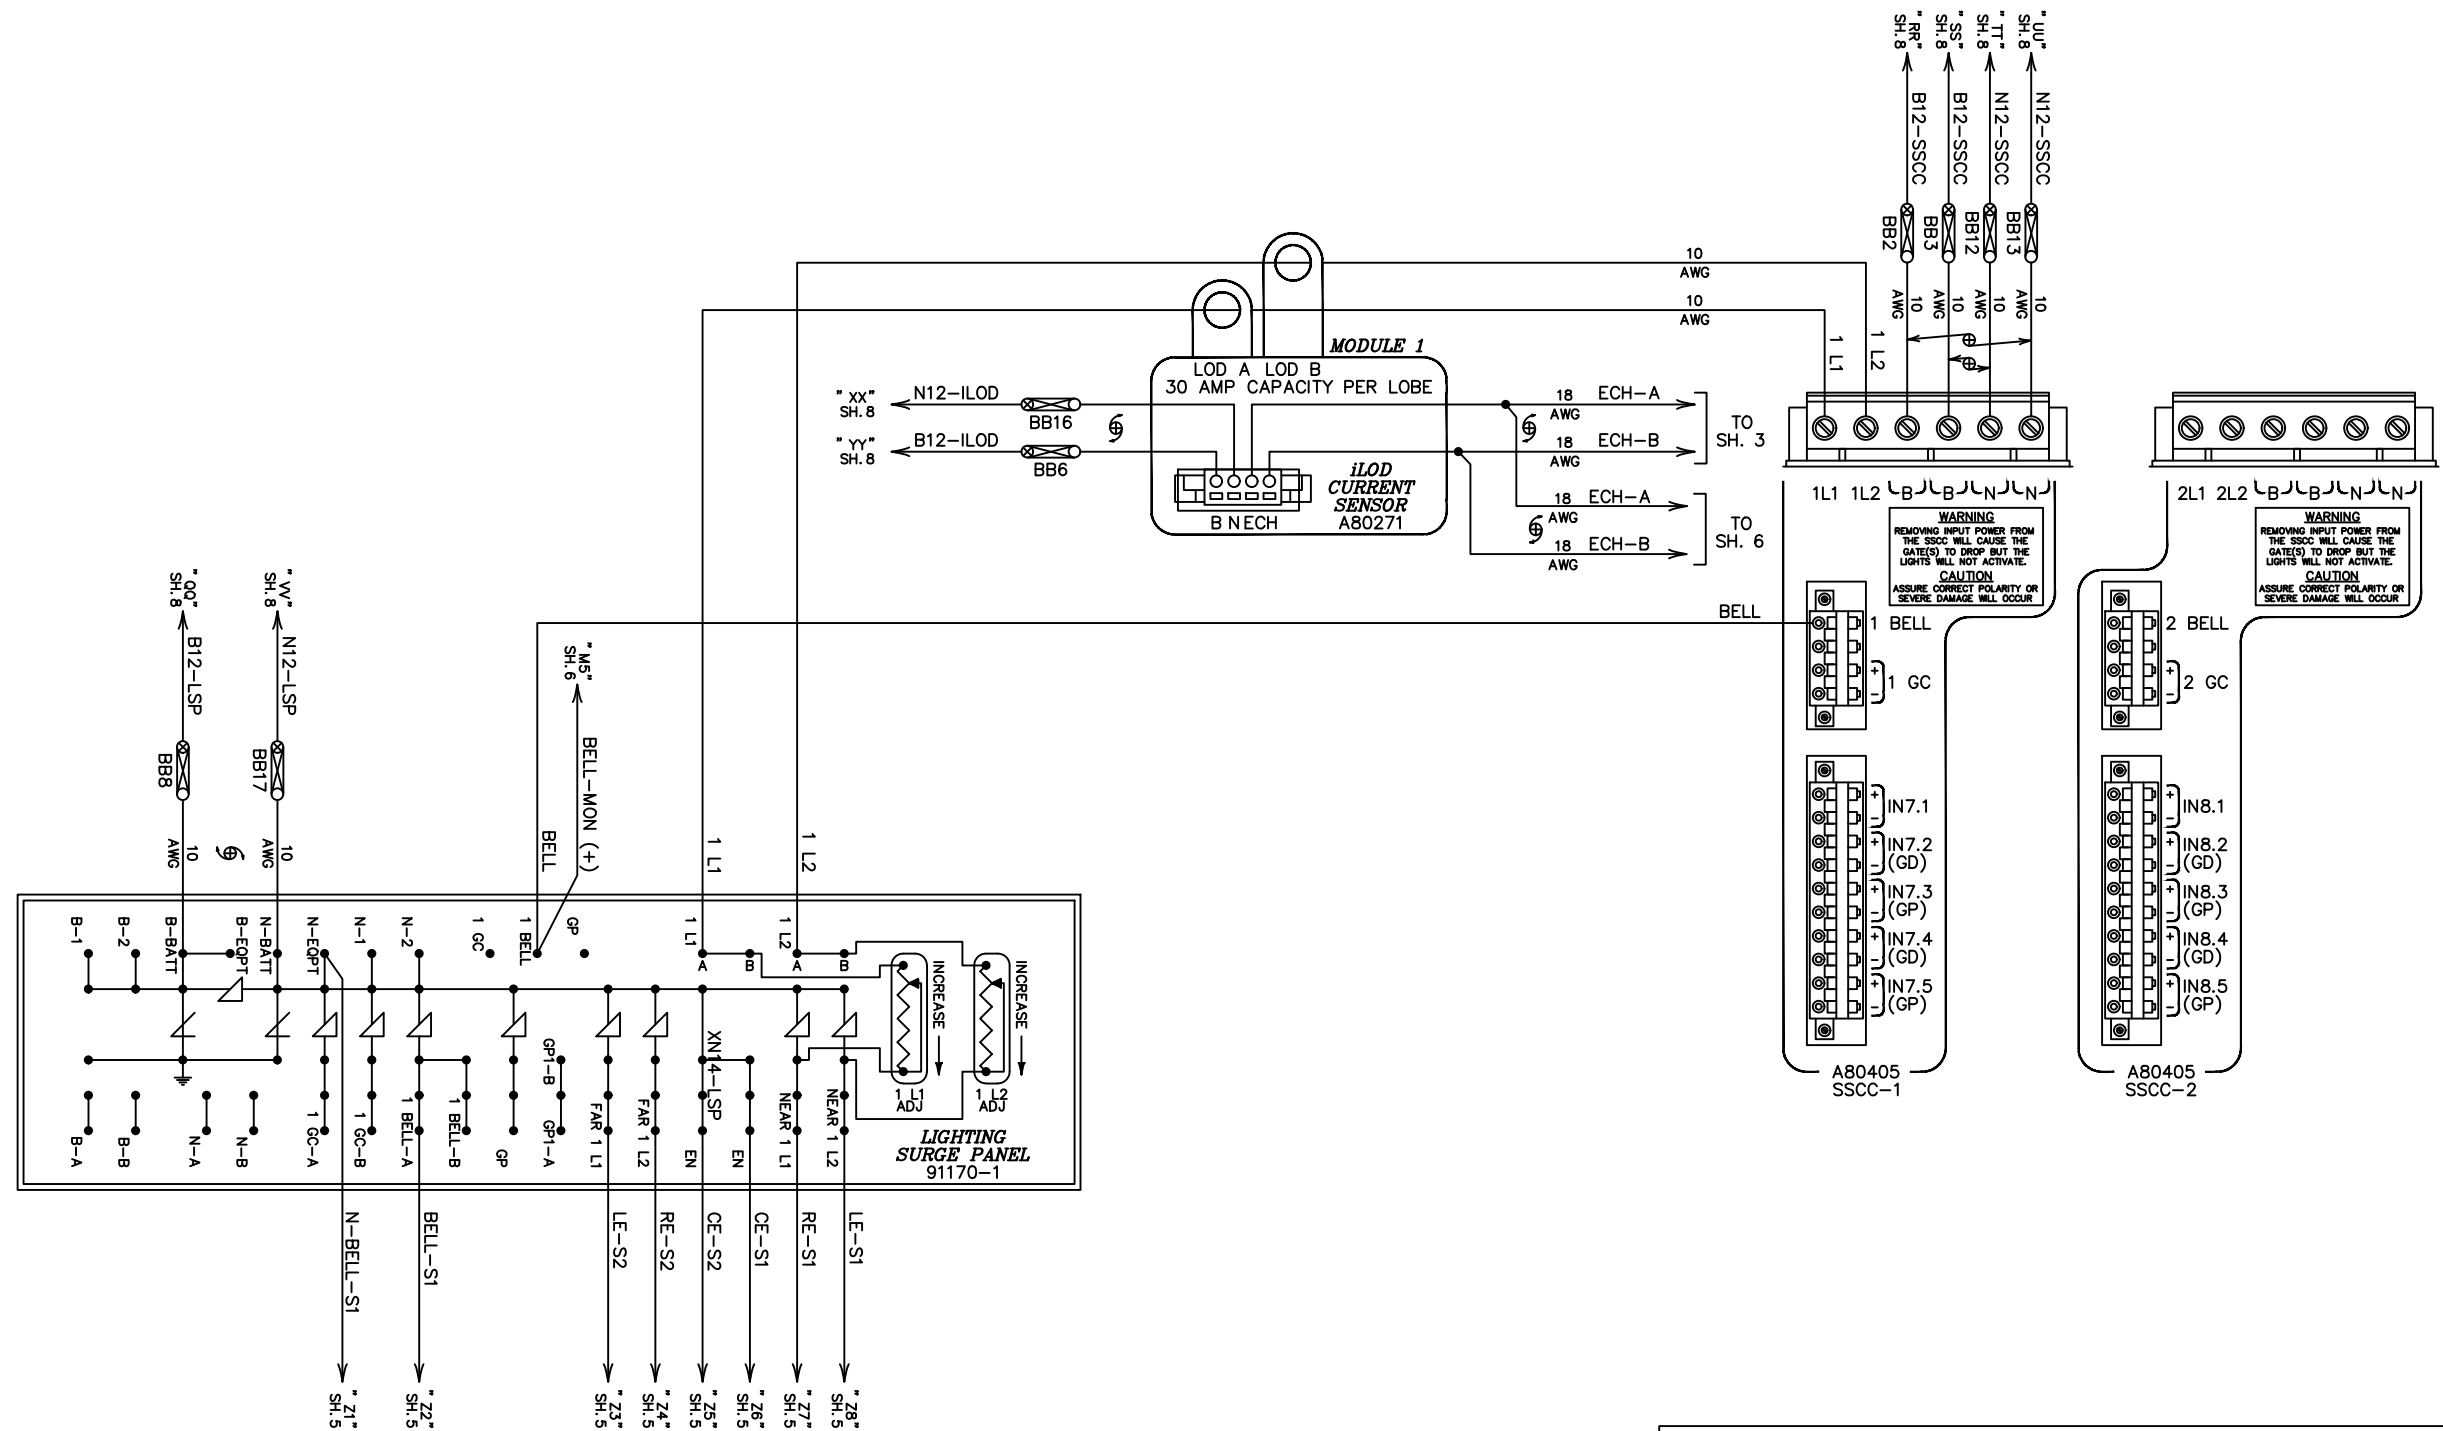 "RR"
SH.8
"SS"
SH.8
"TT"
SH.8
"UU"
SH.8
B12-SSCC
B12-SSCC
N12-SSCC
N12-SSCC
BB2
BB3
BB12
BB13
10
AWG
10
AWG
10
AWG
10
AWG
10
AWG
10
AWG
1 L1
1 L2
MODULE 1
LOD A LOD B
30 AMP CAPACITY PER LOBE
"XX"
SH.8
N12-ILOD
BB16
"YY"
SH.8
B12-ILOD
BB6
iLOD
CURRENT
SENSOR
A80271
B N ECH
18
AWG
ECH-A
18
AWG
ECH-B
TO
SH. 3
18
AWG
ECH-A
18
AWG
ECH-B
TO
SH. 6
1L1 1L2 B B N N
WARNING
REMOVING INPUT POWER FROM
THE SSCC WILL CAUSE THE
GATE(S) TO DROP BUT THE
LIGHTS WILL NOT ACTIVATE.
CAUTION
ASSURE CORRECT POLARITY OR
SEVERE DAMAGE WILL OCCUR
2L1 2L2 B B N N
WARNING
REMOVING INPUT POWER FROM
THE SSCC WILL CAUSE THE
GATE(S) TO DROP BUT THE
LIGHTS WILL NOT ACTIVATE.
CAUTION
ASSURE CORRECT POLARITY OR
SEVERE DAMAGE WILL OCCUR
BELL
1 BELL
+
-
1 GC
+
-
IN7.1
+
-
IN7.2
(GD)
+
-
IN7.3
(GP)
+
-
IN7.4
(GD)
+
-
IN7.5
(GP)
A80405
SSCC-1
2 BELL
+
-
2 GC
+
-
IN8.1
+
-
IN8.2
(GD)
+
-
IN8.3
(GP)
+
-
IN8.4
(GD)
+
-
IN8.5
(GP)
A80405
SSCC-2
"QQ"
SH.8
"VV"
SH.8
B12-LSP
N12-LSP
BB8
BB17
10
AWG
10
AWG
"M5"
SH.6
BELL-MON (+)
BELL
1 L1
1 L2
B-1
B-2
B-BATT
B-EQPT
N-BATT
N-EQPT
N-1
N-2
1 GC
1 BELL
GP
1 L1
1 L2
A
B
A
B
INCREASE
INCREASE
1 L1
ADJ
1 L2
ADJ
GP1-B
XN14-LSP
B-A
B-B
N-A
N-B
1 GC-A
1 GC-B
1 BELL-A
1 BELL-B
GP
GP1-A
FAR 1 L1
FAR 1 L2
EN
EN
NEAR 1 L1
NEAR 1 L2
LIGHTING
SURGE PANEL
91170-1
N-BELL-S1
BELL-S1
LE-S2
RE-S2
CE-S2
CE-S1
RE-S1
LE-S1
"Z1"
SH.5
"Z2"
SH.5
"Z3"
SH.5
"Z4"
SH.5
"Z5"
SH.5
"Z6"
SH.5
"Z7"
SH.5
"Z8"
SH.5